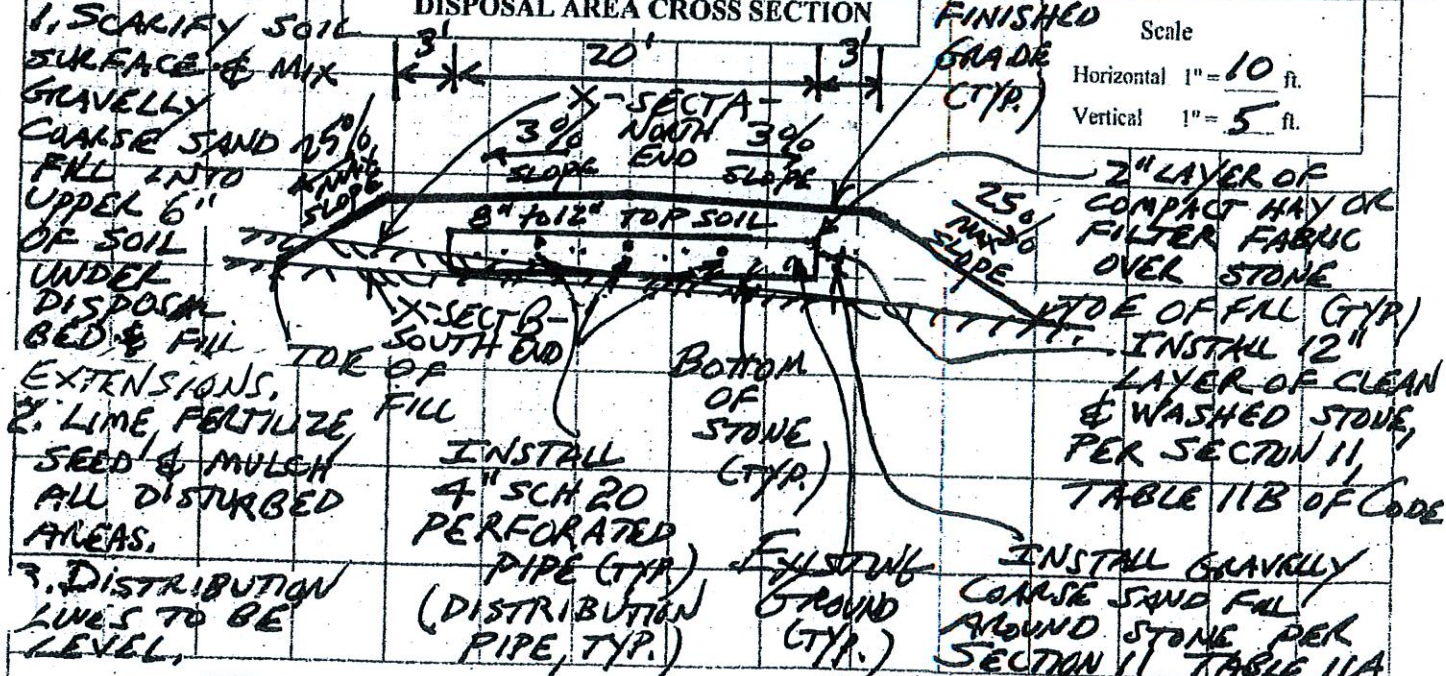 DISPOSAL AREA CROSS SECTION
Scale
Horizontal 1" = 10 ft.
Vertical 1" = 5 ft.
1. SCARIFY SOIL
SURFACE & MIX
GRAVELLY
COARSE SAND
FILL INTO
UPPER 6"
OF SOIL
UNDER
DISPOSAL
BED & FILL
EXTENSIONS.
2. LIME, FERTILIZE,
SEED & MULCH
ALL DISTURBED
AREAS.
3. DISTRIBUTION
LINES TO BE
LEVEL.
3'
20'
3'
25%
MAX
SLOPE
X-SECT A-
NORTH
END
3%
SLOPE
3%
SLOPE
8" to 12" TOP SOIL
X-SECT B-
SOUTH END
TOE OF
FILL
INSTALL
4" SCH 20
PERFORATED
PIPE (TYP.)
(DISTRIBUTION
PIPE, TYP.)
BOTTOM
OF
STONE
(TYP.)
EXISTING
GROUND
(TYP.)
FINISHED
GRADE
(TYP.)
25%
MAX
SLOPE
2" LAYER OF
COMPACT HAY OR
FILTER FABRIC
OVER STONE
TOE OF FILL (TYP.)
INSTALL 12"
LAYER OF CLEAN
& WASHED STONE,
PER SECTION 11,
TABLE 11B OF CODE
INSTALL GRAVELLY
COARSE SAND FILL
AROUND STONE PER
SECTION 11 TABLE 11A